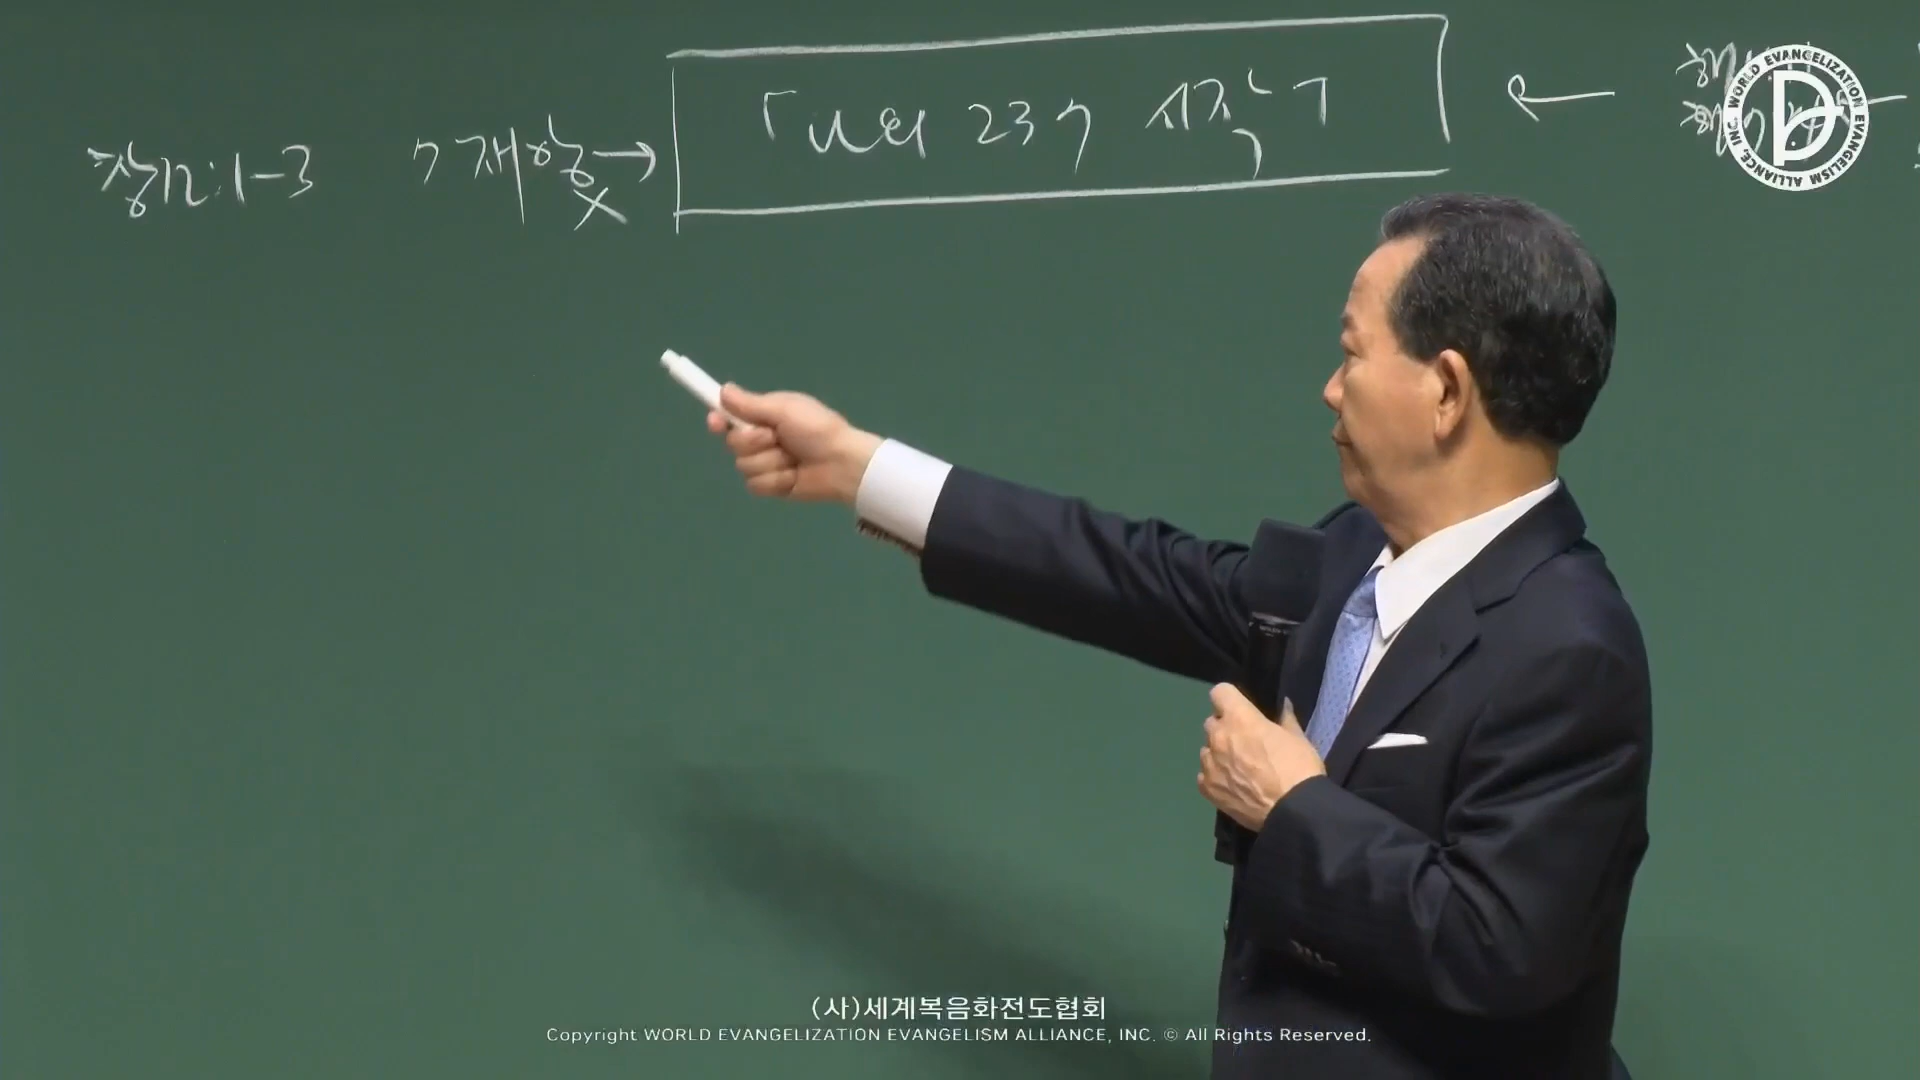 「나의 237 시작」
창12:1-3 7재앙 X
WORLD EVANGELIZATION EVANGELISM ALLIANCE, INC.
(사)세계복음화전도협회
Copyright WORLD EVANGELIZATION EVANGELISM ALLIANCE, INC. © All Rights Reserved.